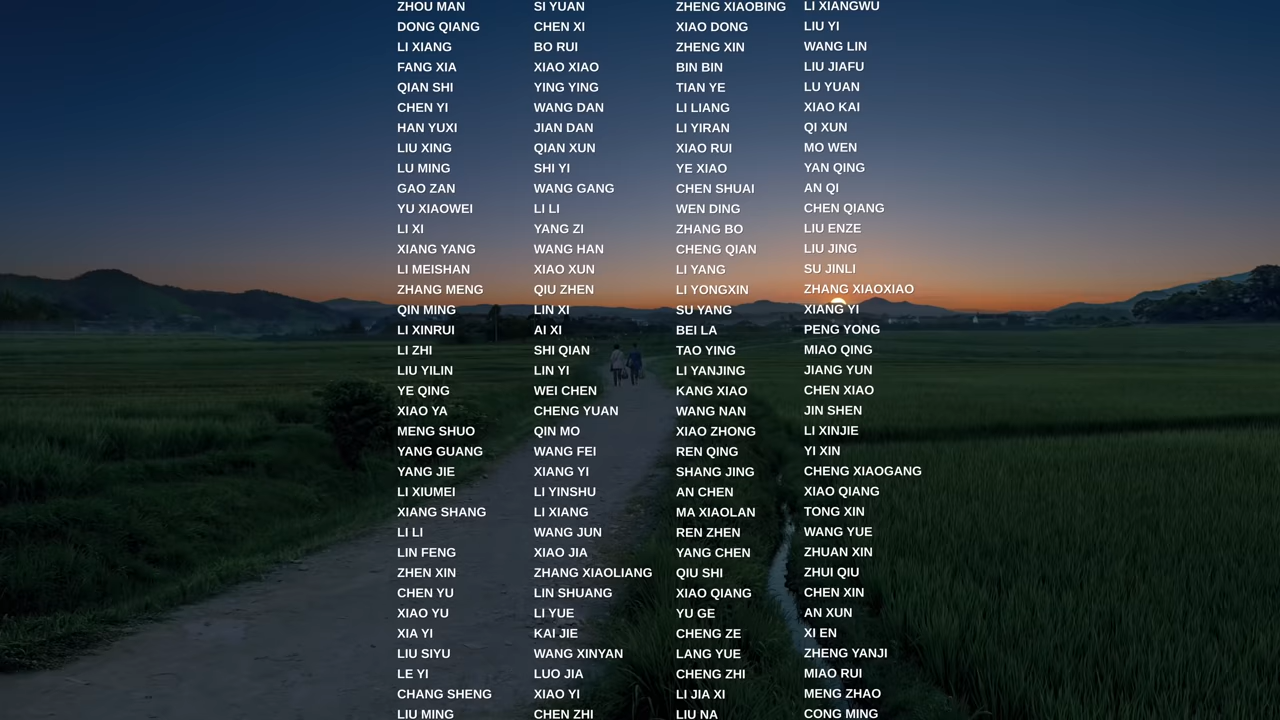 ZHOU MAN SI YUAN ZHENG XIAOBING LI XIANGWU
DONG QIANG CHEN XI XIAO DONG LIU YI
LI XIANG BO RUI ZHENG XIN WANG LIN
FANG XIA XIAO XIAO BIN BIN LIU JIAFU
QIAN SHI YING YING TIAN YE LU YUAN
CHEN YI WANG DAN LI LIANG XIAO KAI
HAN YUXI JIAN DAN LI YIRAN QI XUN
LIU XING QIAN XUN XIAO RUI MO WEN
LU MING SHI YI YE XIAO YAN QING
GAO ZAN WANG GANG CHEN SHUAI AN QI
YU XIAOWEI LI LI WEN DING CHEN QIANG
LI XI YANG ZI ZHANG BO LIU ENZE
XIANG YANG WANG HAN CHENG QIAN LIU JING
LI MEISHAN XIAO XUN LI YANG SU JINLI
ZHANG MENG QIU ZHEN LI YONGXIN ZHANG XIAOXIAO
QIN MING LIN XI SU YANG XIANG YI
LI XINRUI AI XI BEI LA PENG YONG
LI ZHI SHI QIAN TAO YING MIAO QING
LIU YILIN LIN YI LI YANJING JIANG YUN
YE QING WEI CHEN KANG XIAO CHEN XIAO
XIAO YA CHENG YUAN WANG NAN JIN SHEN
MENG SHUO QIN MO XIAO ZHONG LI XINJIE
YANG GUANG WANG FEI REN QING YI XIN
YANG JIE XIANG YI SHANG JING CHENG XIAOGANG
LI XIUMEI LI YINSHU AN CHEN XIAO QIANG
XIANG SHANG LI XIANG MA XIAOLAN TONG XIN
LI LI WANG JUN REN ZHEN WANG YUE
LIN FENG XIAO JIA YANG CHEN ZHUAN XIN
ZHEN XIN ZHANG XIAOLIANG QIU SHI ZHUI QIU
CHEN YU LIN SHUANG XIAO QIANG CHEN XIN
XIAO YU LI YUE YU GE AN XUN
XIA YI KAI JIE CHENG ZE XI EN
LIU SIYU WANG XINYAN LANG YUE ZHENG YANJI
LE YI LUO JIA CHENG ZHI MIAO RUI
CHANG SHENG XIAO YI LI JIA XI MENG ZHAO
LIU MING CHEN ZHI LIU NA CONG MING